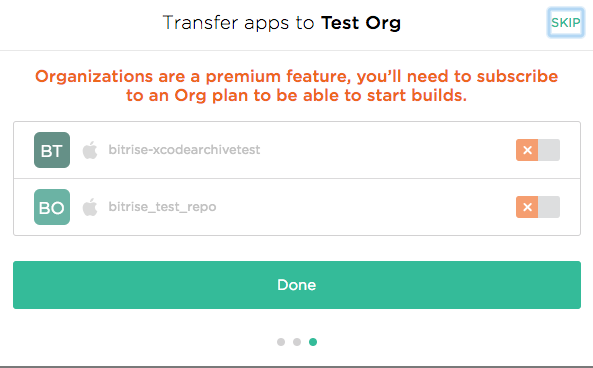 Transfer apps to Test Org
SKIP
Organizations are a premium feature, you'll need to subscribe
to an Org plan to be able to start builds.
BT bitrise-xcodearchivetest
BO bitrise_test_repo
Done